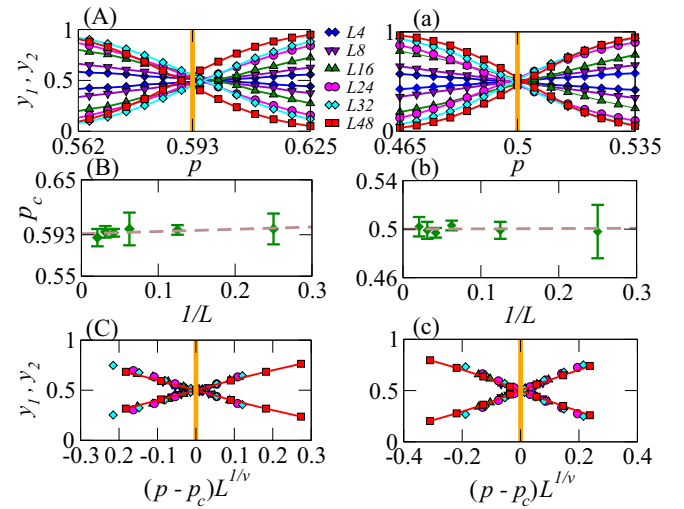 (A)
1
0.5
0
y1, y2
0.562 0.593 0.625
p
L4
L8
L16
L24
L32
L48
(a)
1
0.5
0
0.465 0.5 0.535
p
(B)
0.65
0.593
0.55
pc
0 0.1 0.2 0.3
1/L
(b)
0.54
0.5
0.46
0 0.1 0.2 0.3
1/L
(C)
1
0.5
0
y1, y2
-0.3 0.2 0.1 0 0.1 0.2 0.3
(p - pc)L^{1/ν}
(c)
1
0.5
0
-0.4 -0.2 0 0.2 0.4
(p - pc)L^{1/ν}